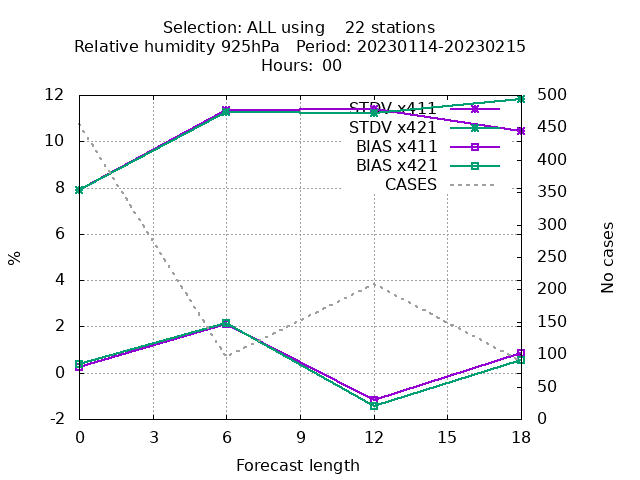 Selection: ALL using    22 stations
Relative humidity 925hPa   Period: 20230114-20230215
Hours: 00
12
10
8
6
4
2
0
-2
500
450
400
350
300
250
200
150
100
50
0
%
No cases
STDV x411
STDV x421
BIAS x411
BIAS x421
CASES
0 3 6 9 12 15 18
Forecast length